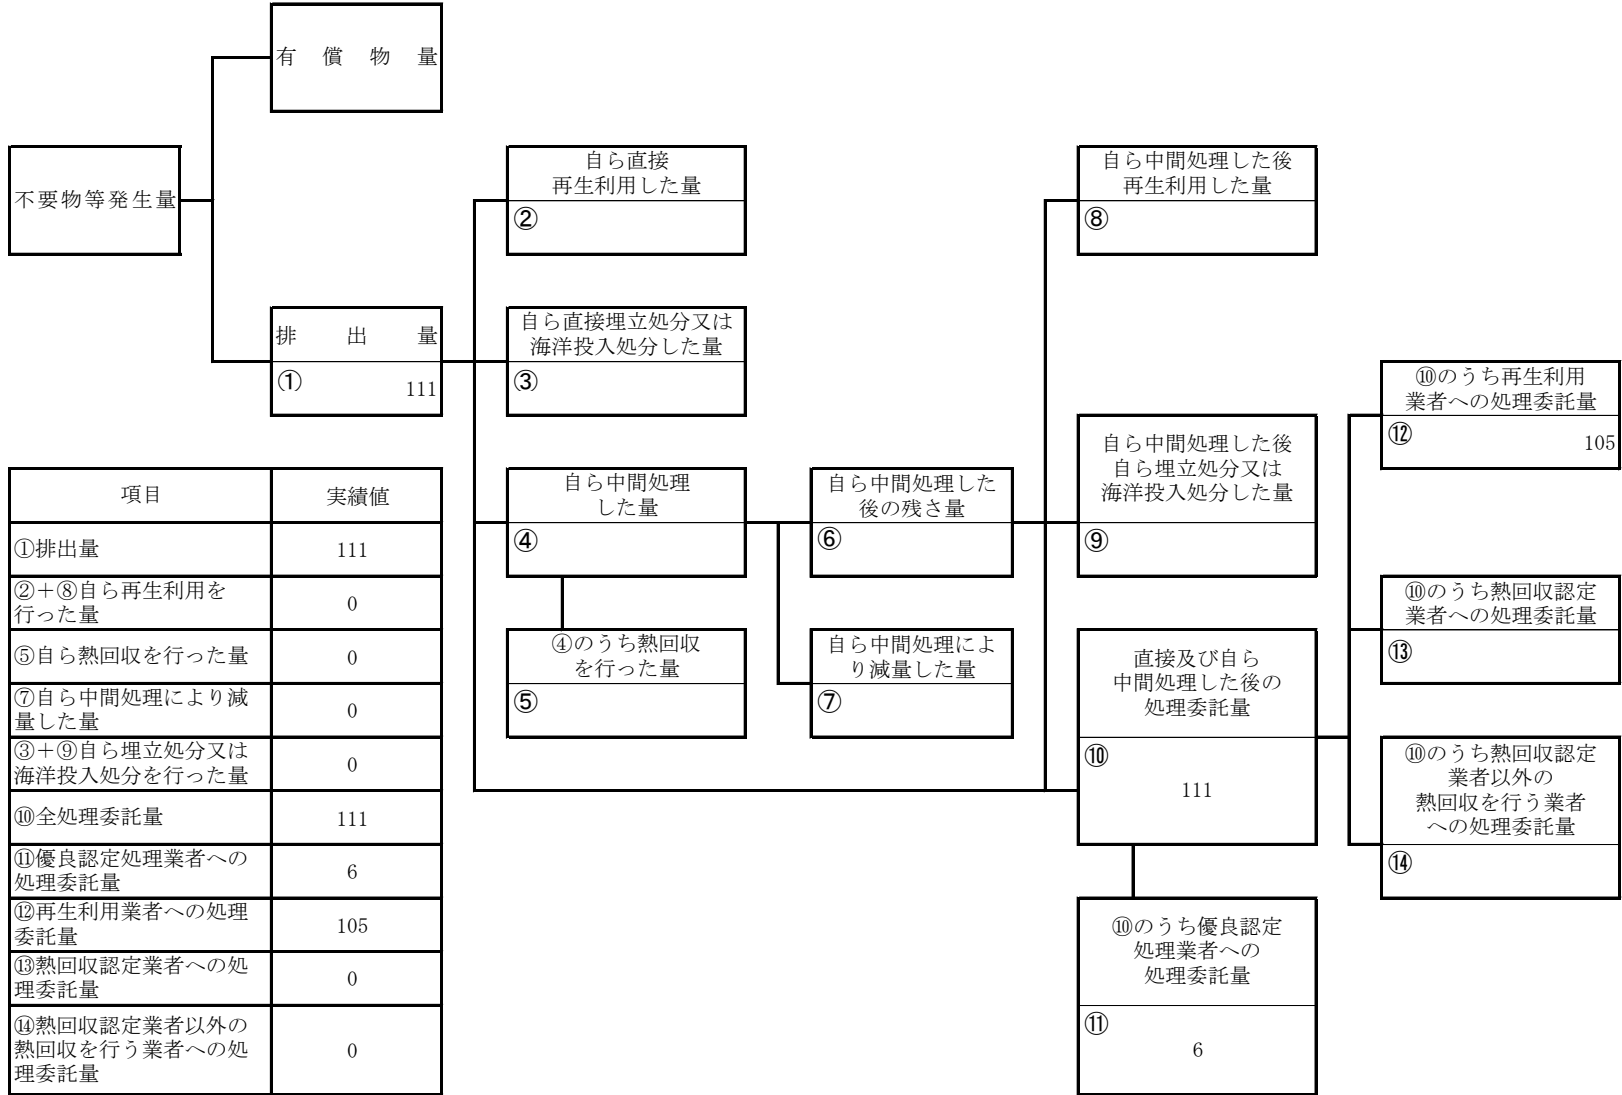 有償物量
不要物等発生量
排出量
①
111
自ら直接
再生利用した量
②
自ら直接埋立処分又は
海洋投入処分した量
③
自ら中間処理
した量
④
④のうち熱回収
を行った量
⑤
自ら中間処理した
後の残さ量
⑥
自ら中間処理によ
り減量した量
⑦
自ら中間処理した後
再生利用した量
⑧
自ら中間処理した後
自ら埋立処分又は
海洋投入処分した量
⑨
直接及び自ら
中間処理した後の
処理委託量
⑩
111
⑩のうち優良認定
処理業者への
処理委託量
⑪
6
⑩のうち再生利用
業者への処理委託量
⑫
105
⑩のうち熱回収認定
業者への処理委託量
⑬
⑩のうち熱回収認定
業者以外の
熱回収を行う業者
への処理委託量
⑭
項目 実績値
①排出量 111
②＋⑧自ら再生利用を
行った量 0
⑤自ら熱回収を行った量 0
⑦自ら中間処理により減
量した量 0
③＋⑨自ら埋立処分又は
海洋投入処分を行った量 0
⑩全処理委託量 111
⑪優良認定処理業者への
処理委託量 6
⑫再生利用業者への処理
委託量 105
⑬熱回収認定業者への処
理委託量 0
⑭熱回収認定業者以外の
熱回収を行う業者への処
理委託量 0